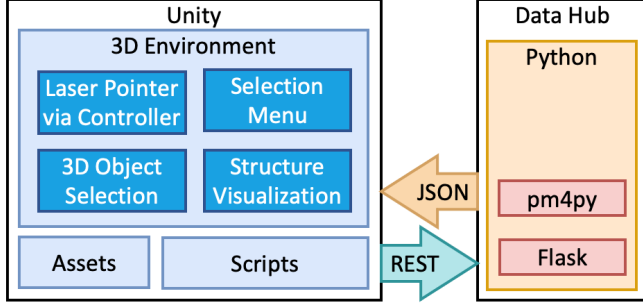 Unity
3D Environment
Laser Pointer
via Controller
Selection
Menu
3D Object
Selection
Structure
Visualization
Assets
Scripts
JSON
REST
Data Hub
Python
pm4py
Flask